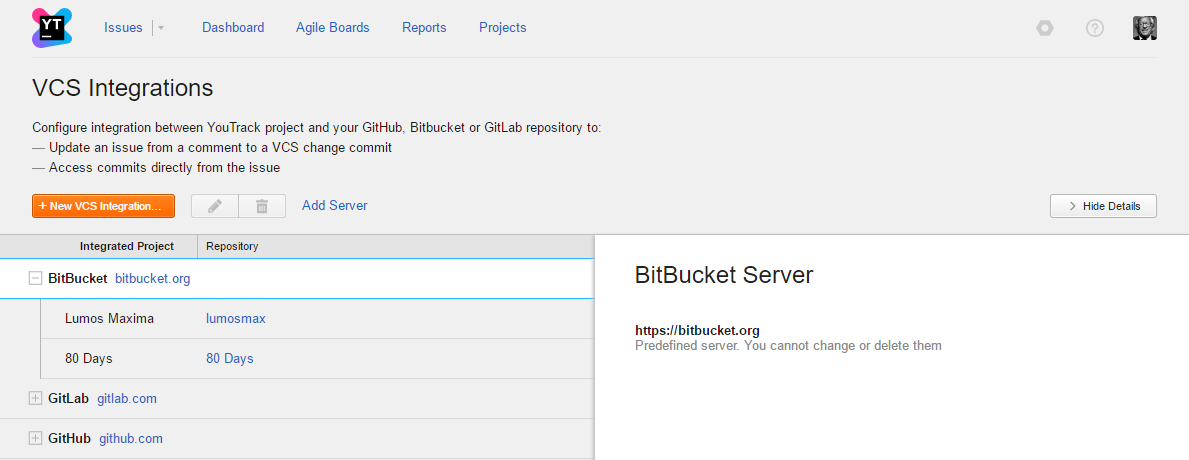 YT
Issues Dashboard Agile Boards Reports Projects
VCS Integrations
Configure integration between YouTrack project and your GitHub, Bitbucket or GitLab repository to:
— Update an issue from a comment to a VCS change commit
— Access commits directly from the issue
+ New VCS Integration... Add Server > Hide Details
Integrated Project Repository
BitBucket bitbucket.org
Lumos Maxima lumosmax
80 Days 80 Days
GitLab gitlab.com
GitHub github.com
BitBucket Server
https://bitbucket.org
Predefined server. You cannot change or delete them